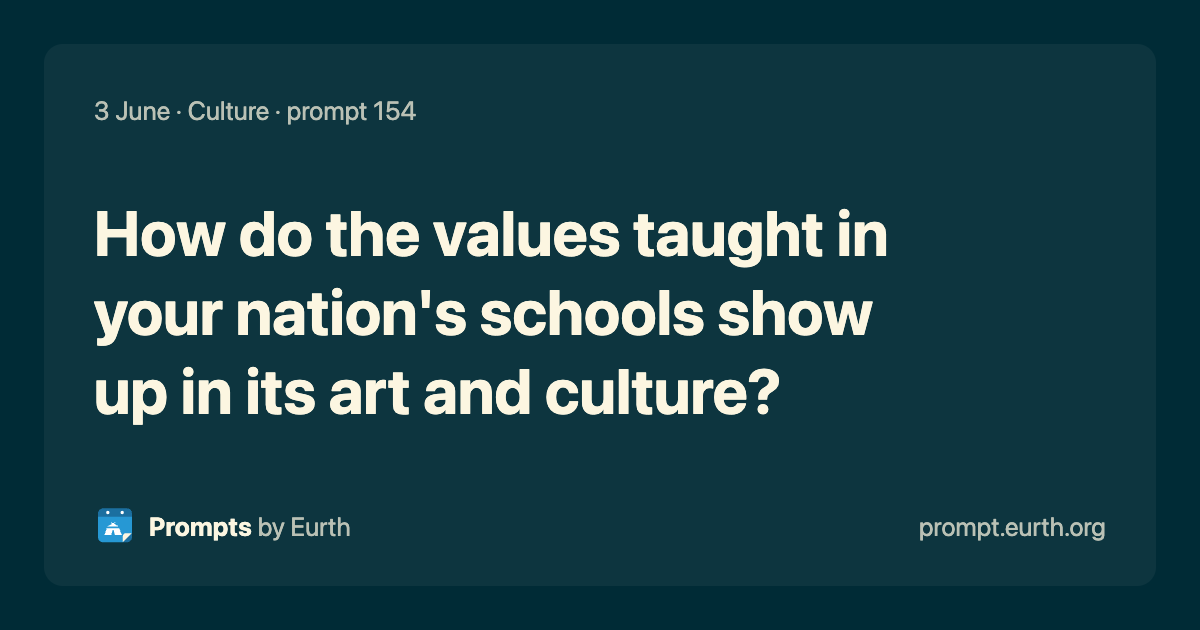 3 June · Culture · prompt 154
How do the values taught in
your nation's schools show
up in its art and culture?
Prompts by Eurth
prompt.eurth.org